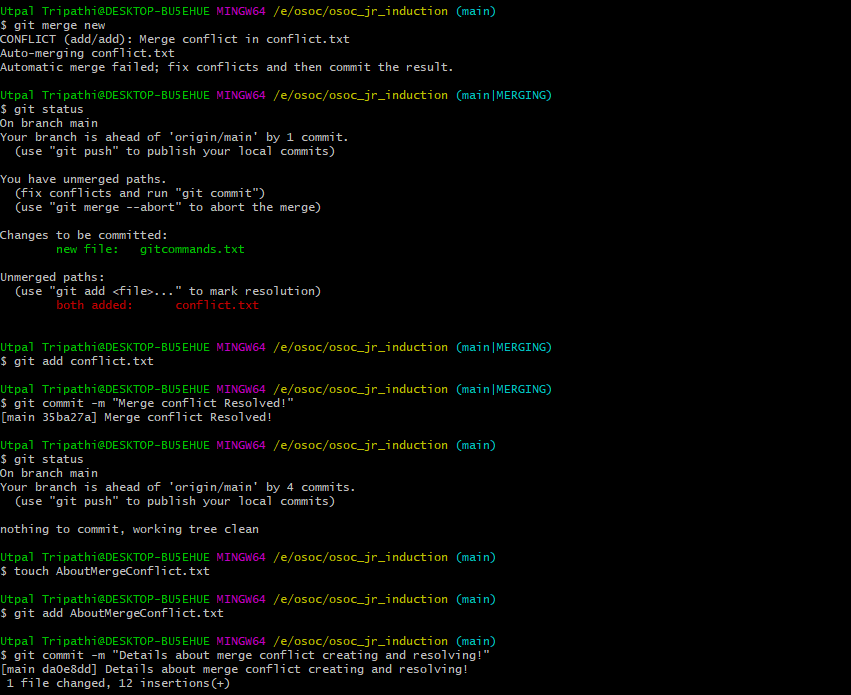 Utpal Tripathi@DESKTOP-BU5EHUE MINGW64 /e/osoc/osoc_jr_induction (main)
$ git merge new
CONFLICT (add/add): Merge conflict in conflict.txt
Auto-merging conflict.txt
Automatic merge failed; fix conflicts and then commit the result.
Utpal Tripathi@DESKTOP-BU5EHUE MINGW64 /e/osoc/osoc_jr_induction (main|MERGING)
$ git status
On branch main
Your branch is ahead of 'origin/main' by 1 commit.
  (use "git push" to publish your local commits)
You have unmerged paths.
  (fix conflicts and run "git commit")
  (use "git merge --abort" to abort the merge)
Changes to be committed:
        new file:   gitcommands.txt
Unmerged paths:
  (use "git add <file>..." to mark resolution)
        both added:      conflict.txt
Utpal Tripathi@DESKTOP-BU5EHUE MINGW64 /e/osoc/osoc_jr_induction (main|MERGING)
$ git add conflict.txt
Utpal Tripathi@DESKTOP-BU5EHUE MINGW64 /e/osoc/osoc_jr_induction (main|MERGING)
$ git commit -m "Merge conflict Resolved!"
[main 35ba27a] Merge conflict Resolved!
Utpal Tripathi@DESKTOP-BU5EHUE MINGW64 /e/osoc/osoc_jr_induction (main)
$ git status
On branch main
Your branch is ahead of 'origin/main' by 4 commits.
  (use "git push" to publish your local commits)
nothing to commit, working tree clean
Utpal Tripathi@DESKTOP-BU5EHUE MINGW64 /e/osoc/osoc_jr_induction (main)
$ touch AboutMergeConflict.txt
Utpal Tripathi@DESKTOP-BU5EHUE MINGW64 /e/osoc/osoc_jr_induction (main)
$ git add AboutMergeConflict.txt
Utpal Tripathi@DESKTOP-BU5EHUE MINGW64 /e/osoc/osoc_jr_induction (main)
$ git commit -m "Details about merge conflict creating and resolving!"
[main da0e8dd] Details about merge conflict creating and resolving!
 1 file changed, 12 insertions(+)